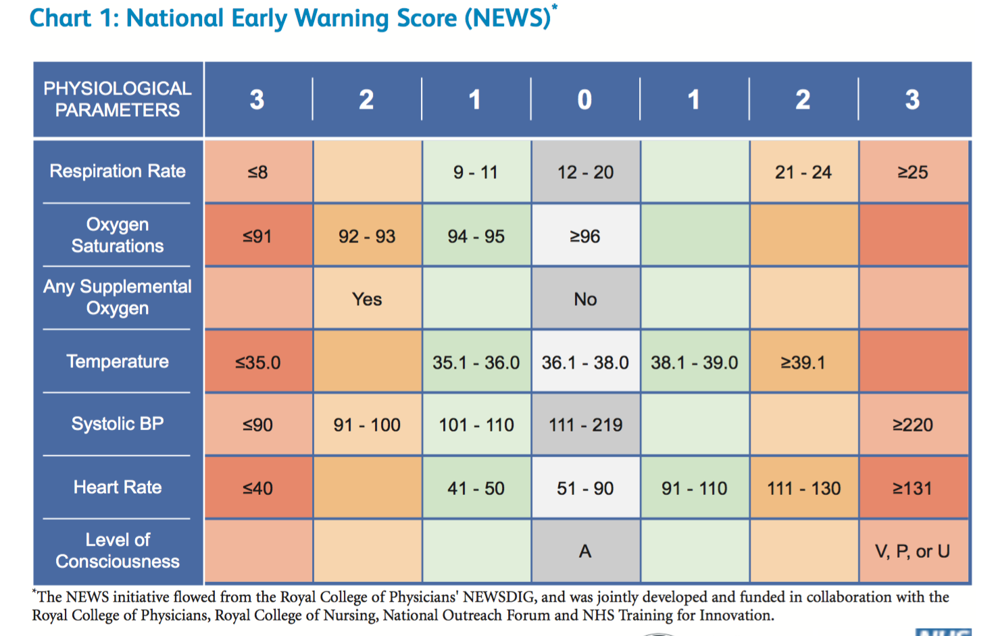 Chart 1: National Early Warning Score (NEWS)*
PHYSIOLOGICAL
PARAMETERS
3 2 1 0 1 2 3
Respiration Rate ≤8 9 - 11 12 - 20 21 - 24 ≥25
Oxygen
Saturations
≤91 92 - 93 94 - 95 ≥96
Any Supplemental
Oxygen
Yes No
Temperature ≤35.0 35.1 - 36.0 36.1 - 38.0 38.1 - 39.0 ≥39.1
Systolic BP ≤90 91 - 100 101 - 110 111 - 219 ≥220
Heart Rate ≤40 41 - 50 51 - 90 91 - 110 111 - 130 ≥131
Level of
Consciousness
A V, P, or U
*The NEWS initiative flowed from the Royal College of Physicians' NEWSDIG, and was jointly developed and funded in collaboration with the
Royal College of Physicians, Royal College of Nursing, National Outreach Forum and NHS Training for Innovation.